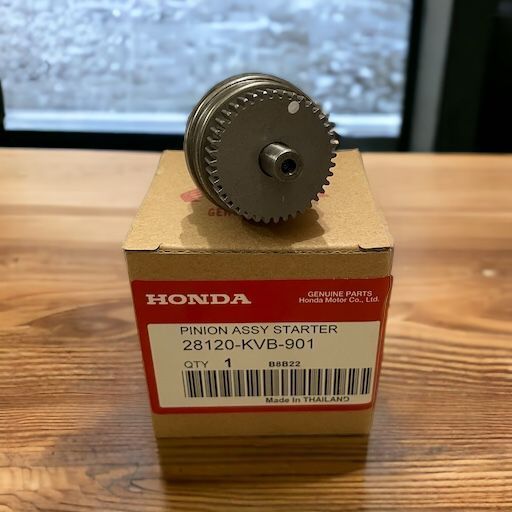 HONDA
GENUINE PARTS
Honda Motor Co., Ltd.
PINION ASSY STARTER
28120-KVB-901
QTY 1 B8B22
Made In THAILAND